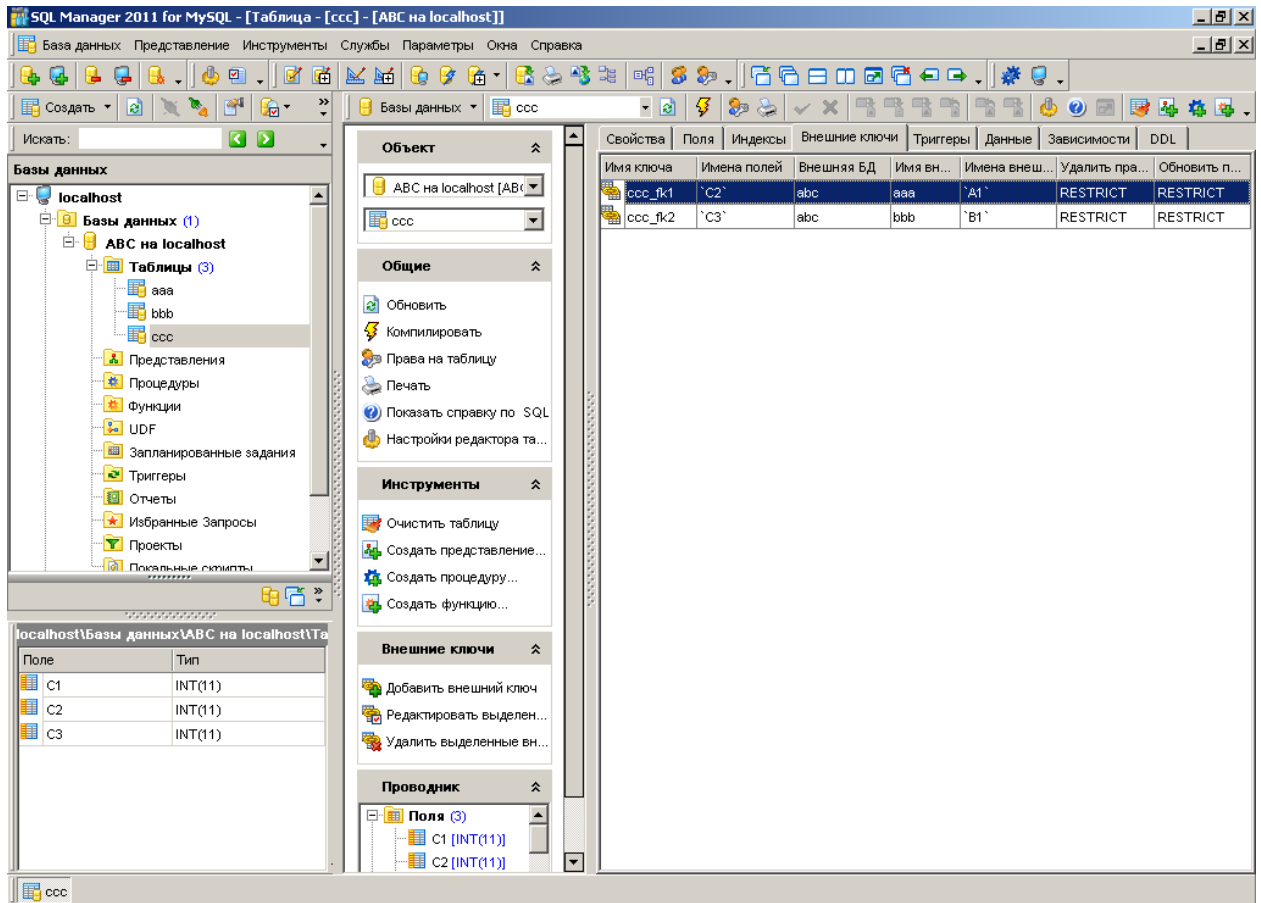 SQL Manager 2011 for MySQL - [Таблица - [ccc] - [ABC на localhost]]
База данных Представление Инструменты Службы Параметры Окна Справка
Создать
Базы данных ccc
Искать:
Базы данных
localhost
Базы данных (1)
ABC на localhost
Таблицы (3)
aaa
bbb
ccc
Представления
Процедуры
Функции
UDF
Запланированные задания
Триггеры
Отчеты
Избранные Запросы
Проекты
Локальные скрипты
localhost\Базы данных\ABC на localhost\Та
Поле Тип
C1 INT(11)
C2 INT(11)
C3 INT(11)
Объект
ABC на localhost [AB
ccc
Общие
Обновить
Компилировать
Права на таблицу
Печать
Показать справку по SQL
Настройки редактора та...
Инструменты
Очистить таблицу
Создать представление...
Создать процедуру...
Создать функцию...
Внешние ключи
Добавить внешний ключ
Редактировать выделен...
Удалить выделенные вн...
Проводник
Поля (3)
C1 [INT(11)]
C2 [INT(11)]
Свойства Поля Индексы Внешние ключи Триггеры Данные Зависимости DDL
Имя ключа Имена полей Внешняя БД Имя вн... Имена внеш... Удалить пра... Обновить п...
ccc_fk1 `C2` abc aaa `A1` RESTRICT RESTRICT
ccc_fk2 `C3` abc bbb `B1` RESTRICT RESTRICT
ccc